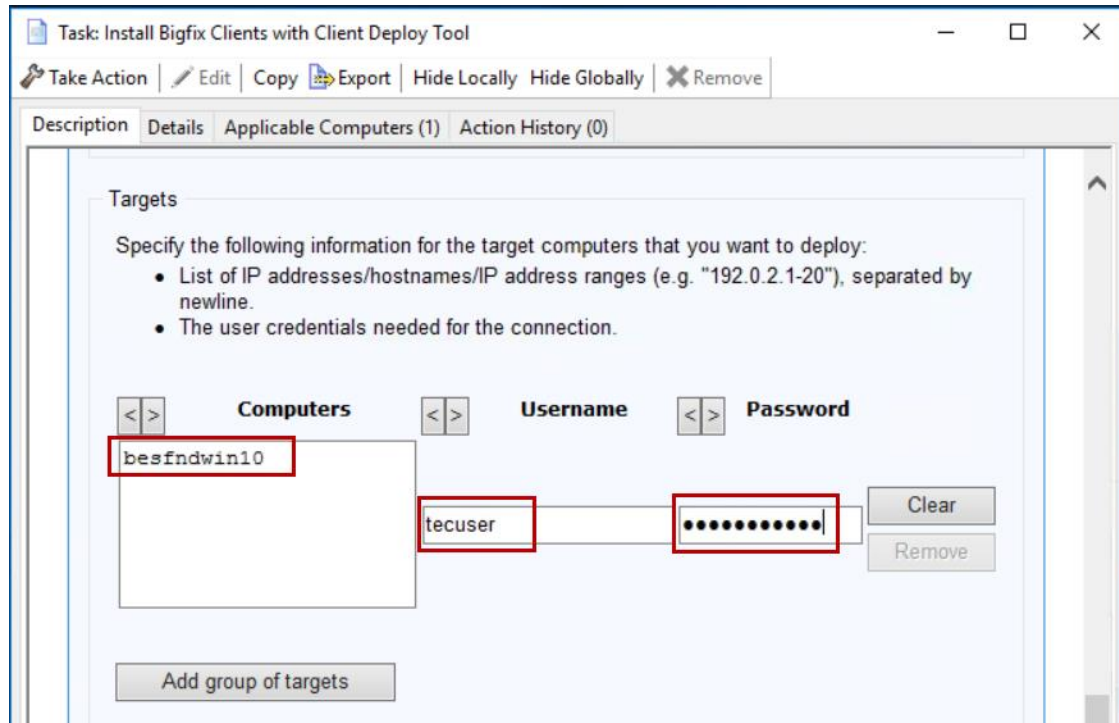 Task: Install Bigfix Clients with Client Deploy Tool
Take Action Edit Copy Export Hide Locally Hide Globally Remove
Description Details Applicable Computers (1) Action History (0)
Targets
Specify the following information for the target computers that you want to deploy:
● List of IP addresses/hostnames/IP address ranges (e.g. "192.0.2.1-20"), separated by
newline.
● The user credentials needed for the connection.
< > Computers < > Username < > Password
besfndwin10
tecuser ●●●●●●●●●●● Clear
Remove
Add group of targets